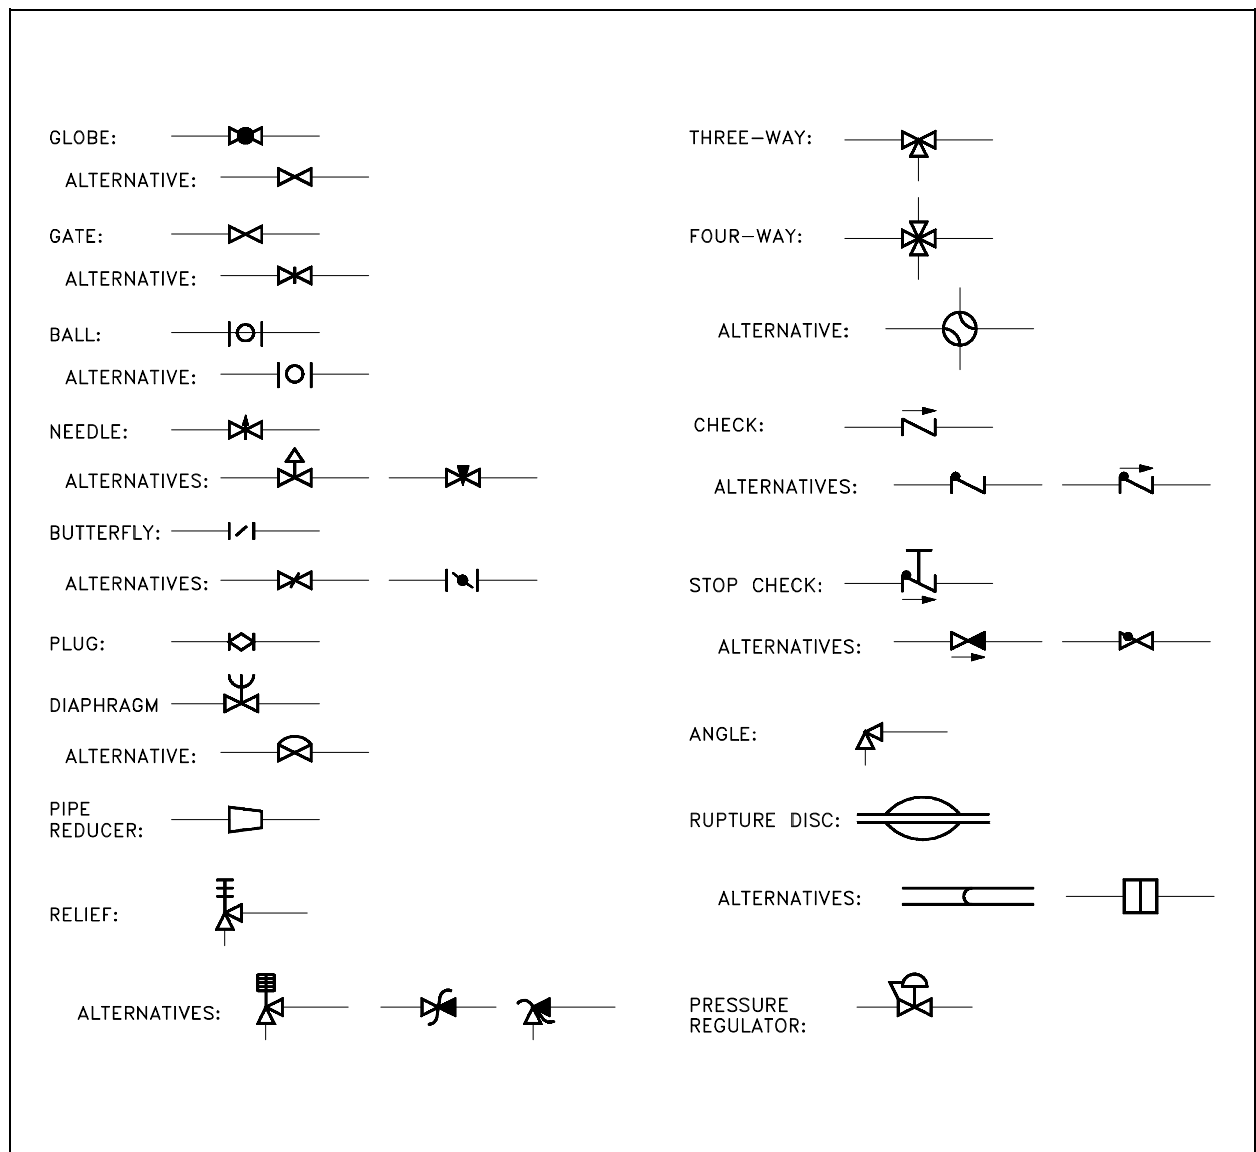 GLOBE:
ALTERNATIVE:
GATE:
ALTERNATIVE:
BALL:
ALTERNATIVE:
NEEDLE:
ALTERNATIVES:
BUTTERFLY:
ALTERNATIVES:
PLUG:
DIAPHRAGM
ALTERNATIVE:
PIPE
REDUCER:
RELIEF:
ALTERNATIVES:
THREE-WAY:
FOUR-WAY:
ALTERNATIVE:
CHECK:
ALTERNATIVES:
STOP CHECK:
ALTERNATIVES:
ANGLE:
RUPTURE DISC:
ALTERNATIVES:
PRESSURE
REGULATOR: